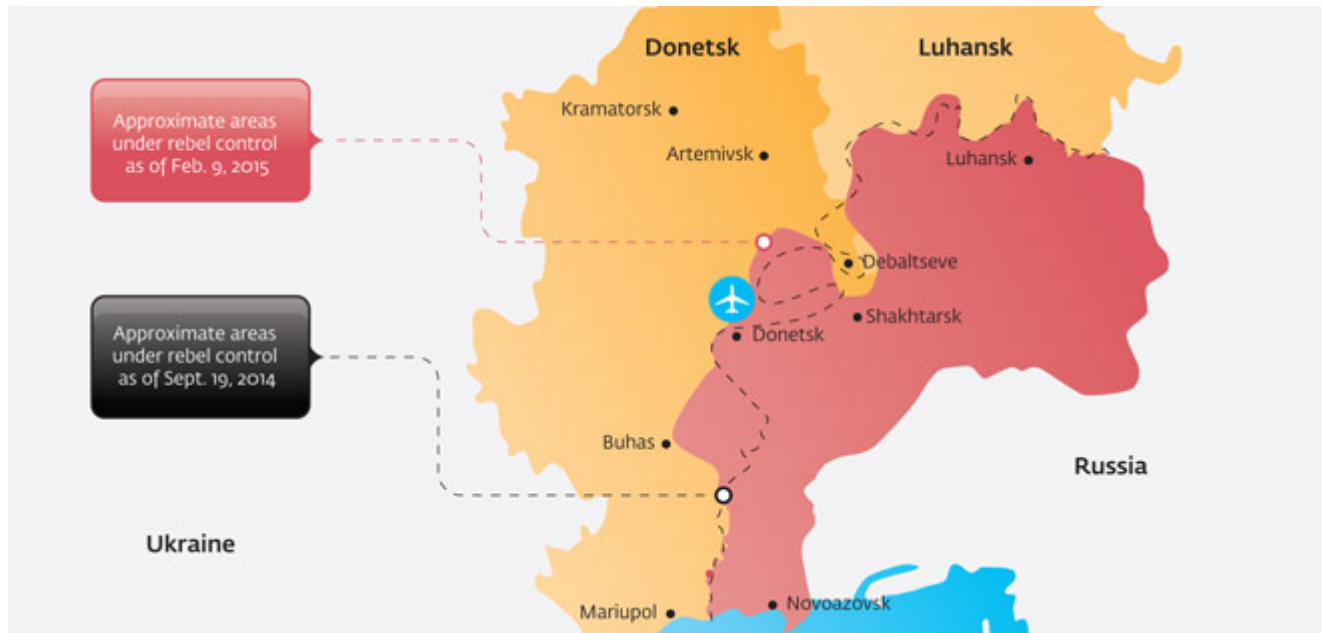 Donetsk
Luhansk
Approximate areas
under rebel control
as of Feb. 9, 2015
Kramatorsk
Artemivsk
Luhansk
Debaltseve
Approximate areas
under rebel control
as of Sept. 19, 2014
Shakhtarsk
Donetsk
Buhas
Russia
Ukraine
Mariupol
Novoazovsk